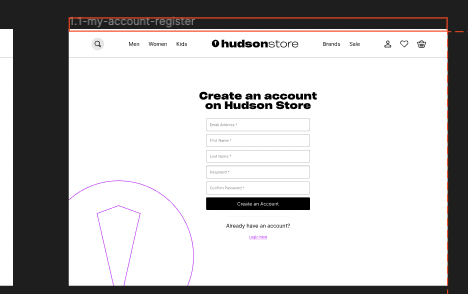 1.1-my-account-register
Men Women Kids hudsonstore Brands Sale
Create an account
on Hudson Store
Email Address *
First Name *
Last Name *
Password *
Confirm Password *
Create an Account
Already have an account?
Login Here